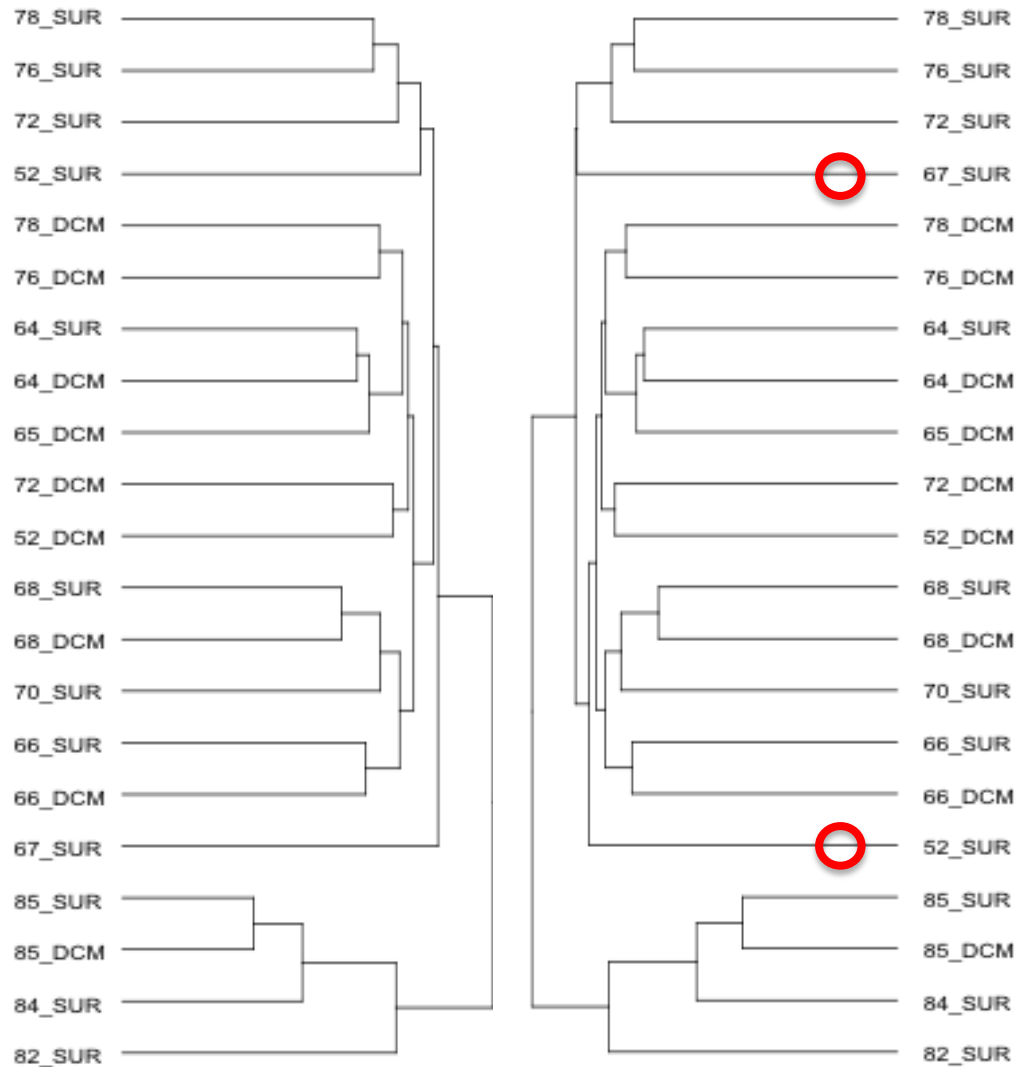 78_SUR
76_SUR
72_SUR
52_SUR
78_DCM
76_DCM
64_SUR
64_DCM
65_DCM
72_DCM
52_DCM
68_SUR
68_DCM
70_SUR
66_SUR
66_DCM
67_SUR
85_SUR
85_DCM
84_SUR
82_SUR
78_SUR
76_SUR
72_SUR
67_SUR
78_DCM
76_DCM
64_SUR
64_DCM
65_DCM
72_DCM
52_DCM
68_SUR
68_DCM
70_SUR
66_SUR
66_DCM
52_SUR
85_SUR
85_DCM
84_SUR
82_SUR